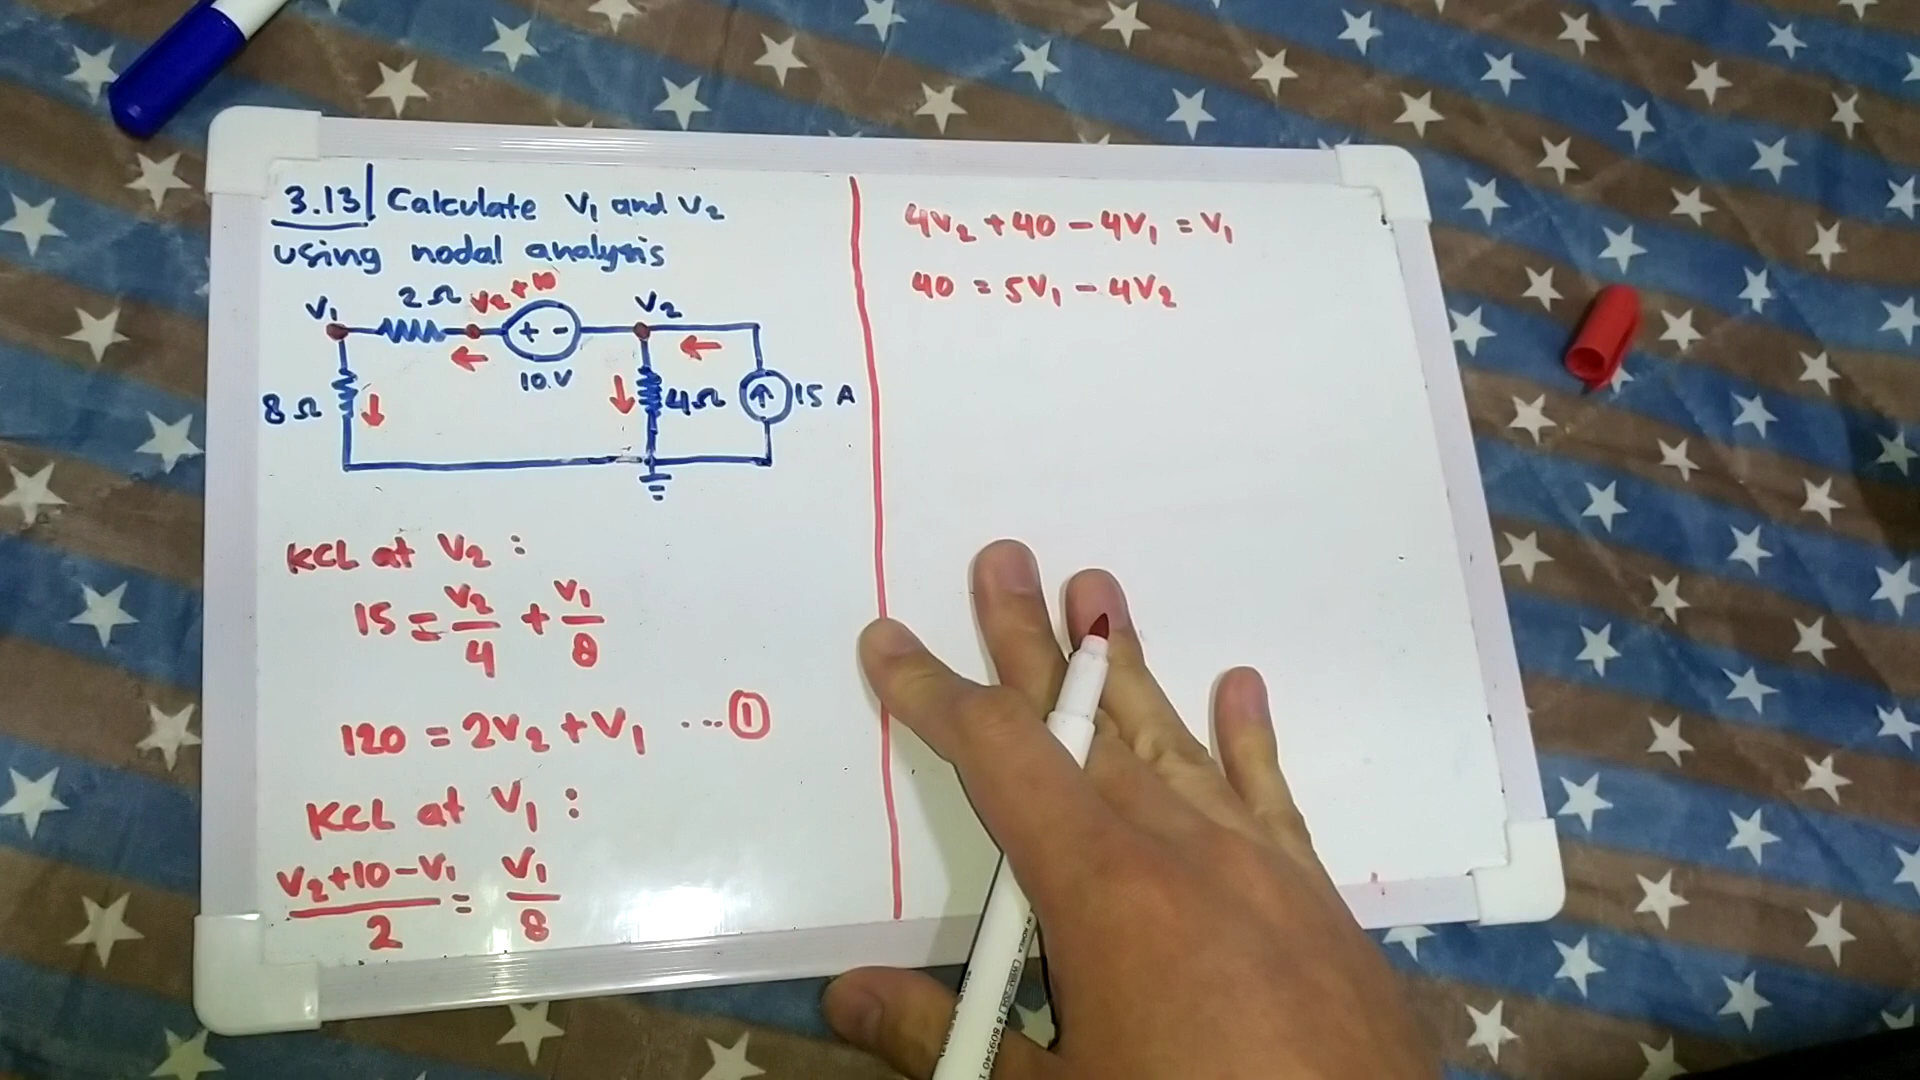 3.13 Calculate V₁ and V₂
using nodal analysis
2Ω V₂+10
V₁ V₂
+ -
10.V
8Ω 4Ω 15 A
KCL at V₂ :
15 = V₂/4 + V₁/8
120 = 2V₂ + V₁ ...①
KCL at V₁ :
V₂+10-V₁/2 = V₁/8
4V₂ + 40 - 4V₁ = V₁
40 = 5V₁ - 4V₂